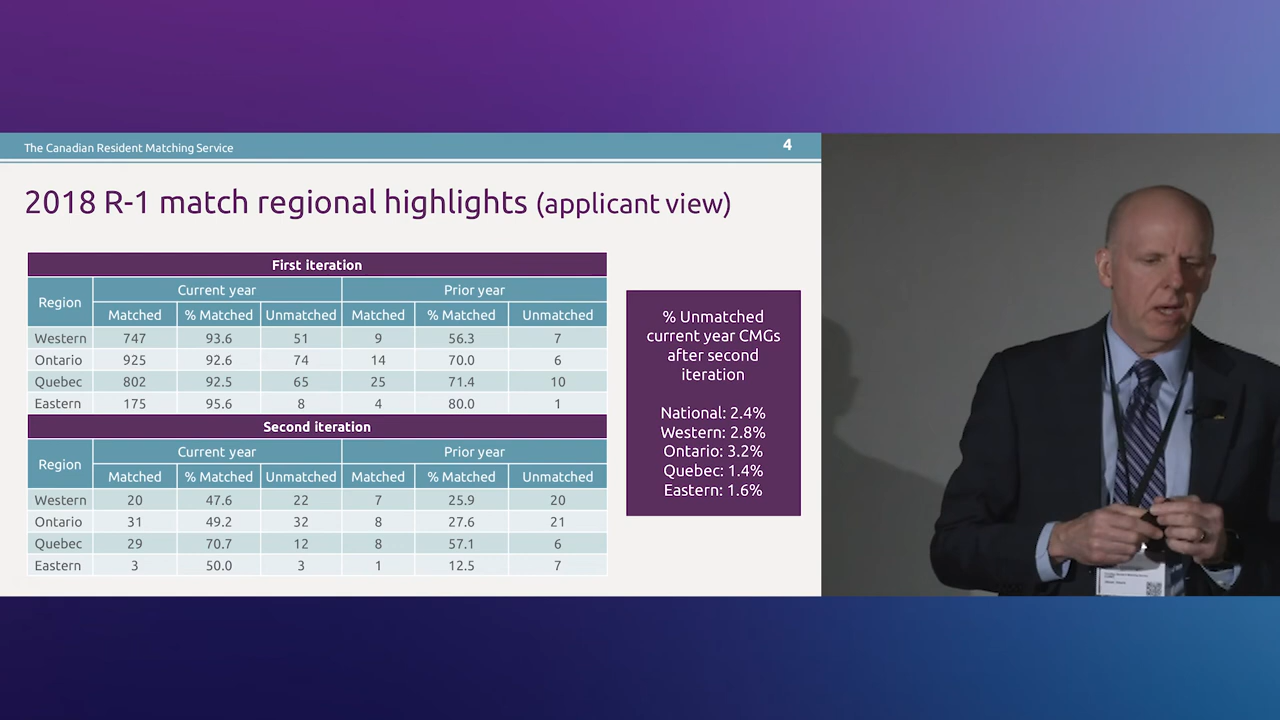 The Canadian Resident Matching Service 4
2018 R-1 match regional highlights (applicant view)
First iteration
Region Current year Prior year
Matched % Matched Unmatched Matched % Matched Unmatched
Western 747 93.6 51 9 56.3 7
Ontario 925 92.6 74 14 70.0 6
Quebec 802 92.5 65 25 71.4 10
Eastern 175 95.6 8 4 80.0 1
Second iteration
Region Current year Prior year
Matched % Matched Unmatched Matched % Matched Unmatched
Western 20 47.6 22 7 25.9 20
Ontario 31 49.2 32 8 27.6 21
Quebec 29 70.7 12 8 57.1 6
Eastern 3 50.0 3 1 12.5 7
% Unmatched
current year CMGs
after second
iteration
National: 2.4%
Western: 2.8%
Ontario: 3.2%
Quebec: 1.4%
Eastern: 1.6%